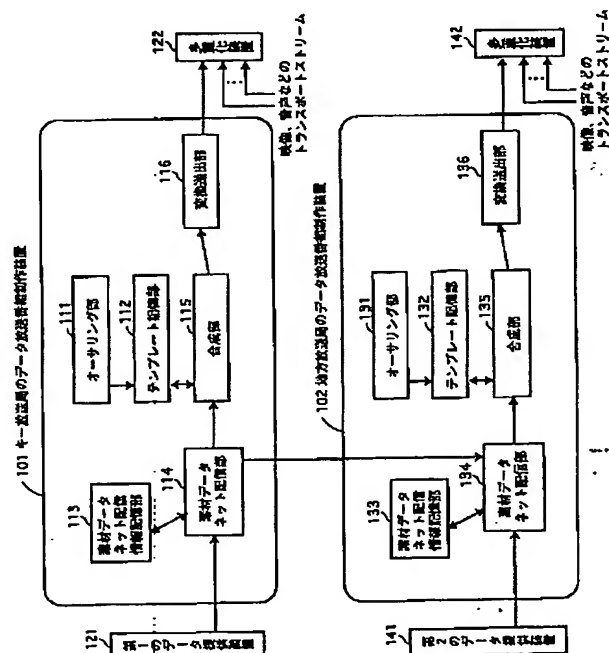 101 キー放送局のデータ放送番組制作装置
111
オーサリング部
112
テンプレート記憶部
113
素材データ
ネット配信
情報記憶部
114
素材データ
ネット配信部
115
合成部
116
変換送出部
121
第1のデータ提供装置
122
多重化装置
映像、音声などの
トランスポートストリーム
102 地方放送局のデータ放送番組制作装置
131
オーサリング部
132
テンプレート記憶部
133
素材データ
ネット配信
情報記憶部
134
素材データ
ネット配信部
135
合成部
136
変換送出部
141
第2のデータ提供装置
142
多重化装置
映像、音声などの
トランスポートストリーム